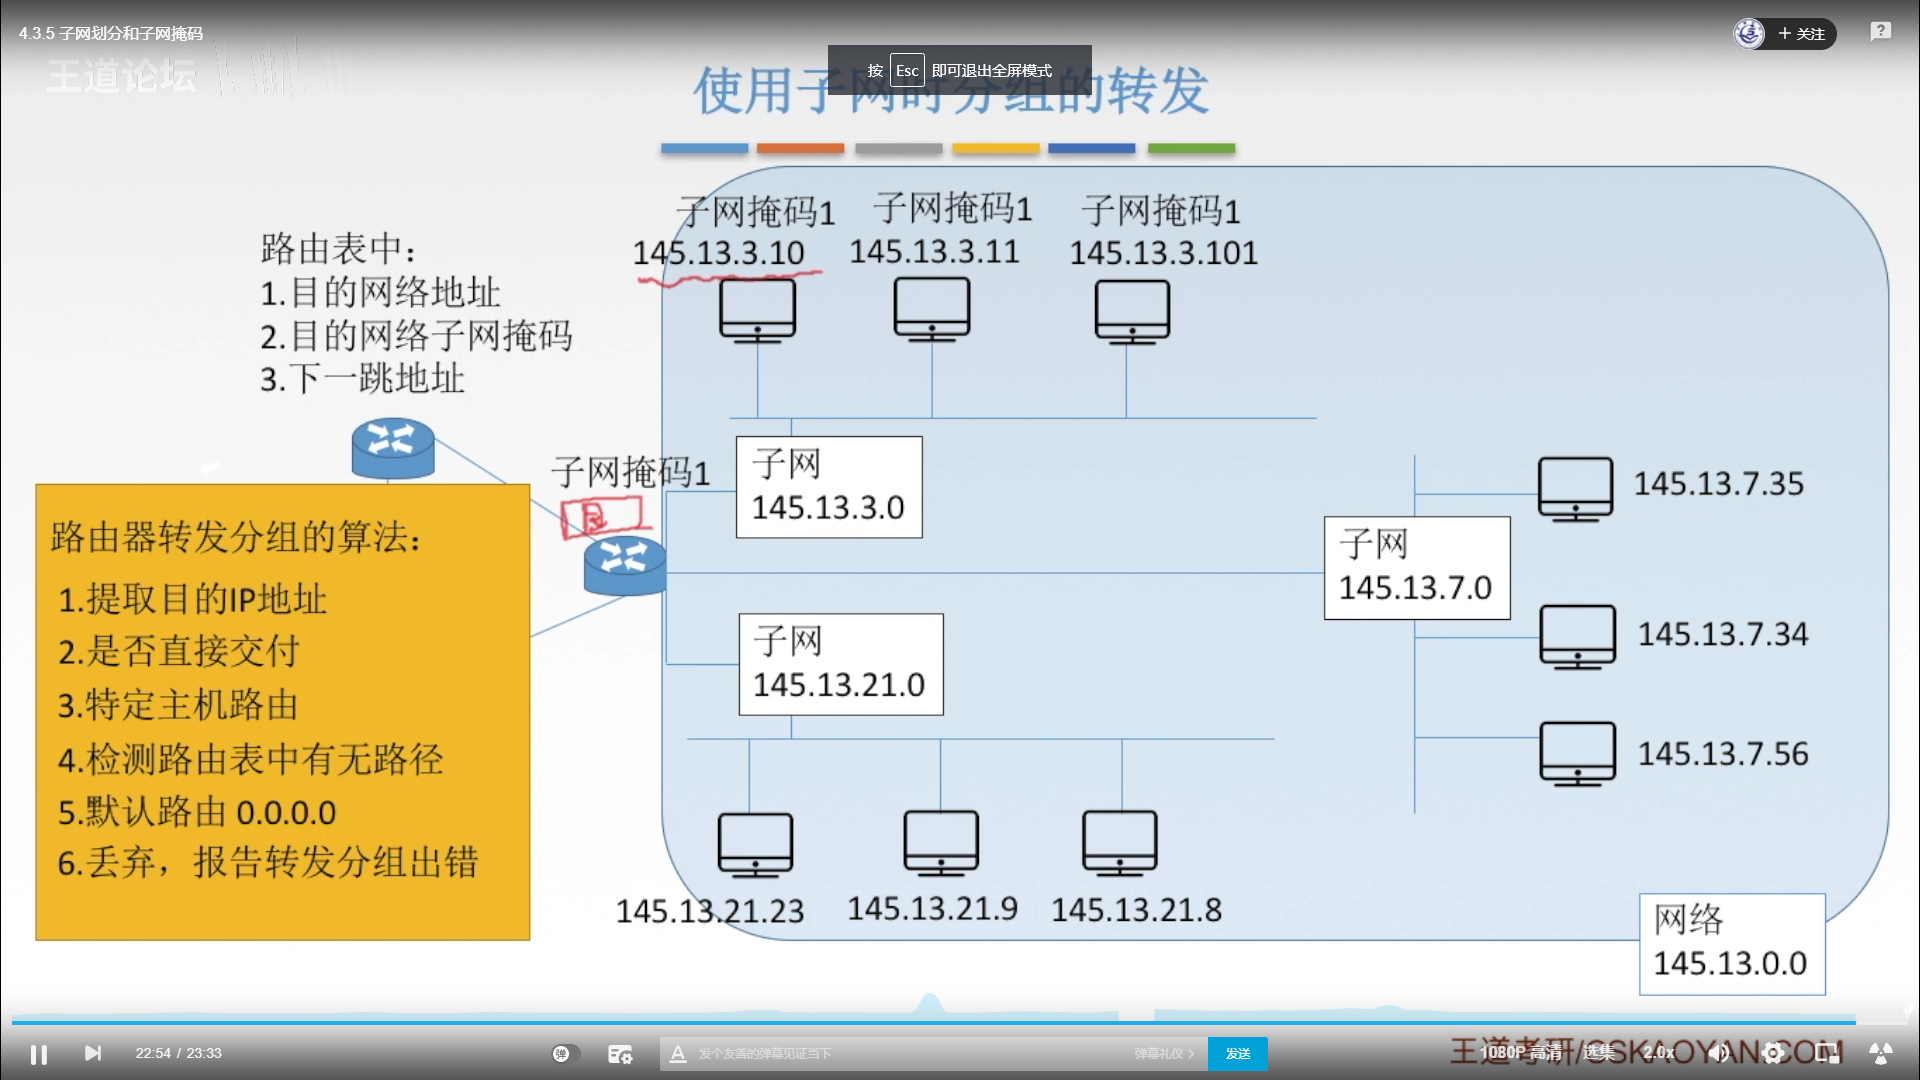 4.3.5 子网划分和子网掩码
关注
王道论坛
按 Esc 即可退出全屏模式
使用子网时分组的转发
路由表中：
1.目的网络地址
2.目的网络子网掩码
3.下一跳地址
子网掩码1
145.13.3.10
子网掩码1
145.13.3.11
子网掩码1
145.13.3.101
子网掩码1
子网
145.13.3.0
子网
145.13.7.0
145.13.7.35
145.13.7.34
145.13.7.56
子网
145.13.21.0
145.13.21.23
145.13.21.9
145.13.21.8
网络
145.13.0.0
路由器转发分组的算法：
1.提取目的IP地址
2.是否直接交付
3.特定主机路由
4.检测路由表中有无路径
5.默认路由 0.0.0.0
6.丢弃，报告转发分组出错
22:54 / 23:33
弹
发个友善的弹幕见证当下
弹幕礼仪
发送
1080P 高清
选集
2.0x
王道考研/CSKAOYAN.COM